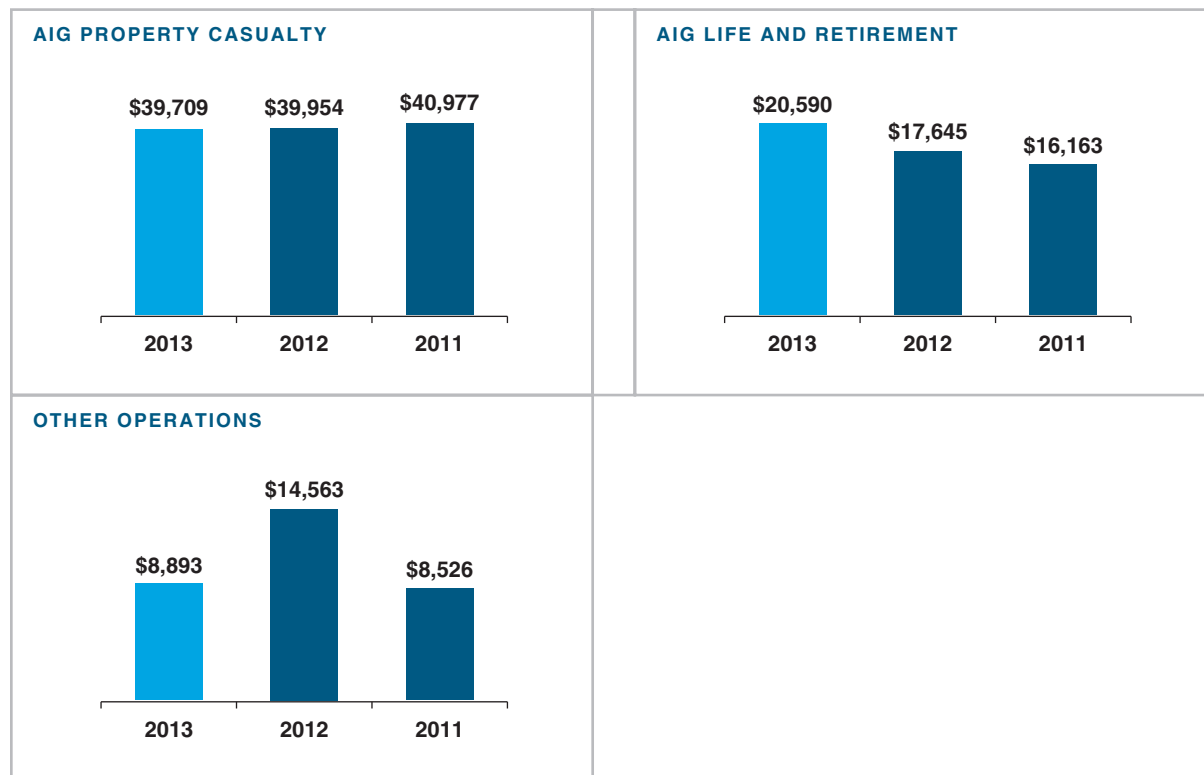 AIG PROPERTY CASUALTY
$39,709 $39,954 $40,977
2013 2012 2011
AIG LIFE AND RETIREMENT
$20,590 $17,645 $16,163
2013 2012 2011
OTHER OPERATIONS
$8,893 $14,563 $8,526
2013 2012 2011